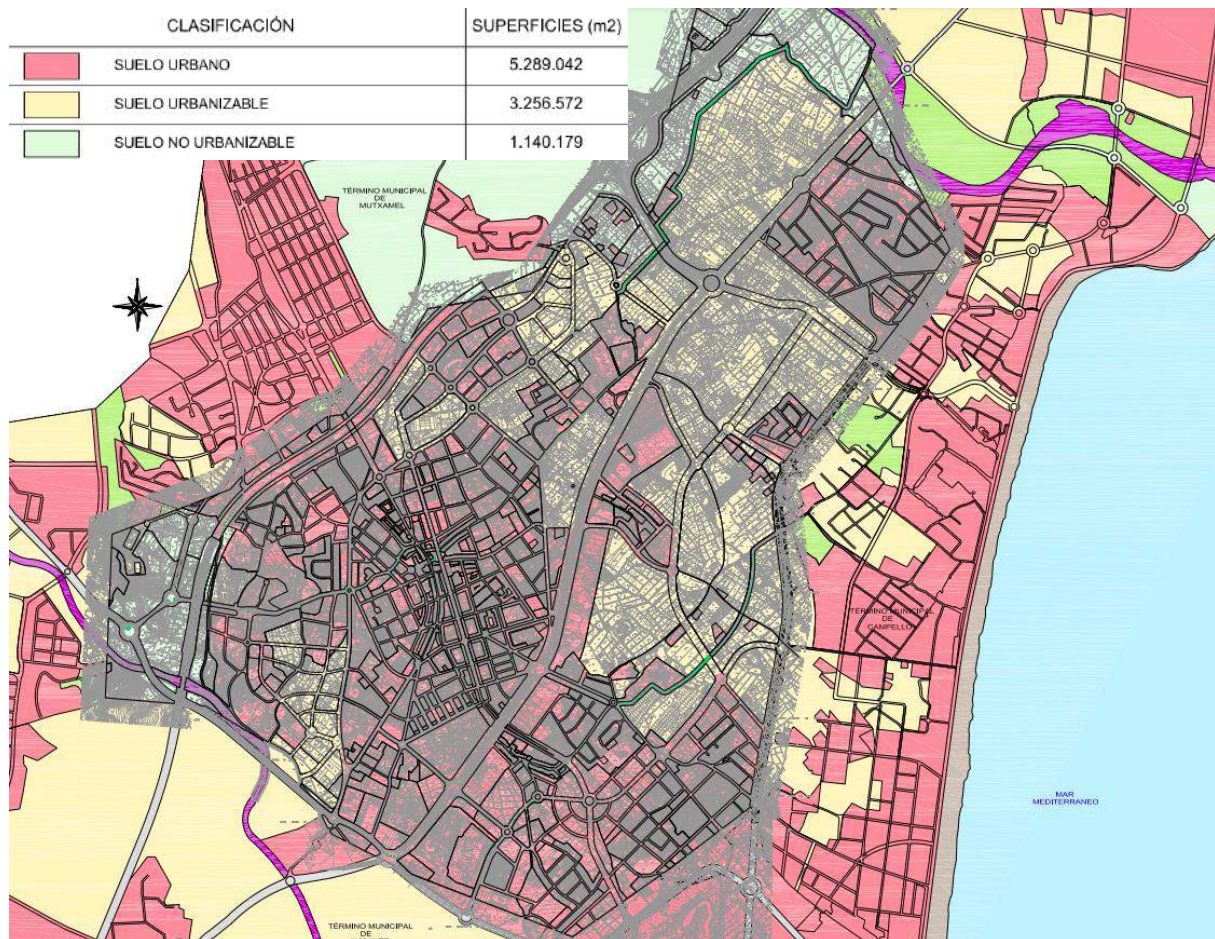 CLASIFICACIÓN SUPERFICIES (m2)
SUELO URBANO 5.289.042
SUELO URBANIZABLE 3.256.572
SUELO NO URBANIZABLE 1.140.179
TÉRMINO MUNICIPAL
DE
MUTXAMEL
TÉRMINO MUNICIPAL
DE
CAMPELLO
MAR
MEDITERRANEO
TÉRMINO MUNICIPAL
DE